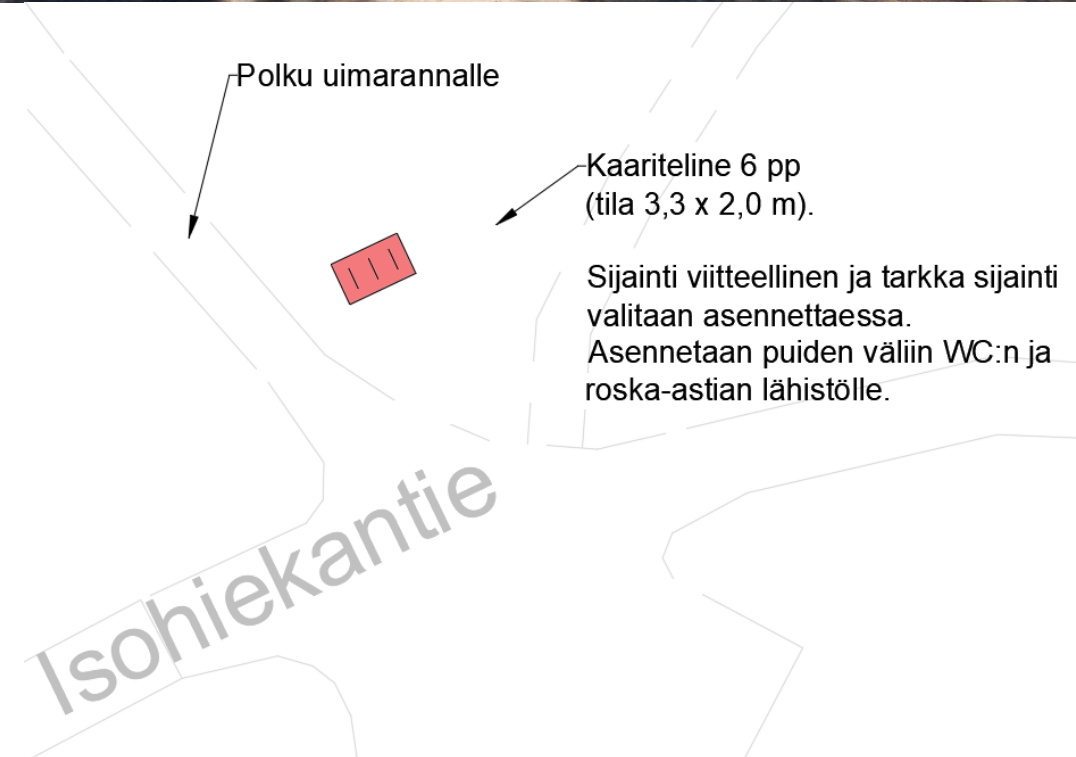 Polku uimarannalle
Kaariteline 6 pp
(tila 3,3 x 2,0 m).
Sijainti viitteellinen ja tarkka sijainti
valitaan asennettaessa.
Asennetaan puiden väliin WC:n ja
roska-astian lähistölle.
Isohiekantie